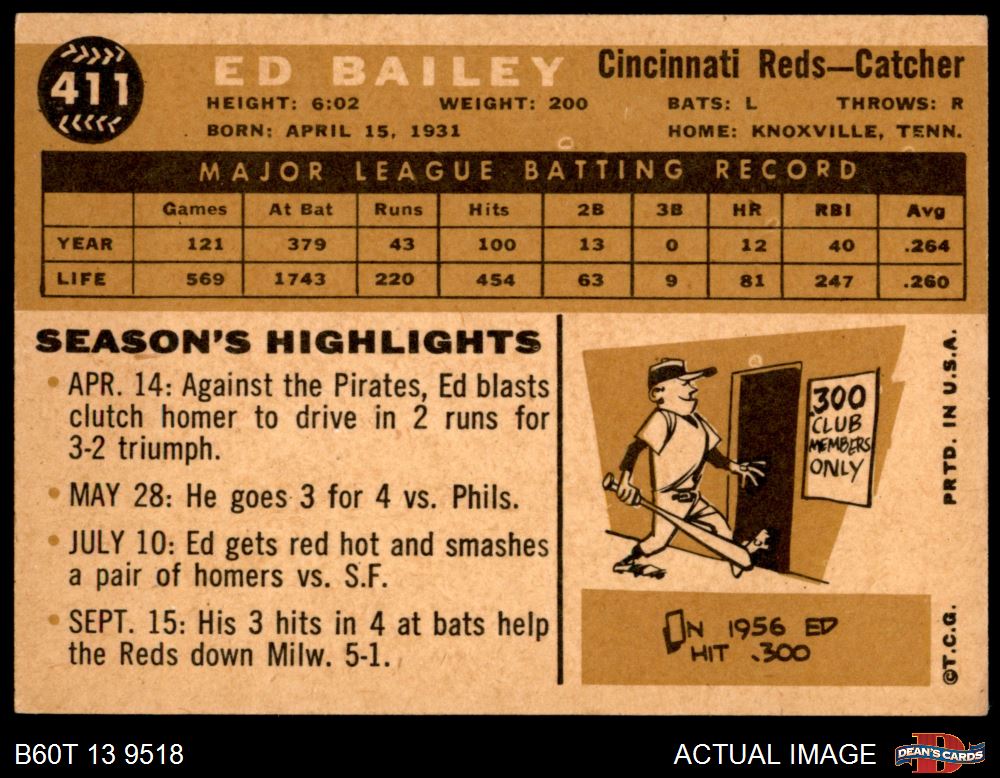 411
ED BAILEY Cincinnati Reds—Catcher
HEIGHT: 6:02 WEIGHT: 200 BATS: L THROWS: R
BORN: APRIL 15, 1931 HOME: KNOXVILLE, TENN.
MAJOR LEAGUE BATTING RECORD
Games At Bat Runs Hits 2B 3B HR RBI Avg
YEAR 121 379 43 100 13 0 12 40 .264
LIFE 569 1743 220 454 63 9 81 247 .260
SEASON'S HIGHLIGHTS
• APR. 14: Against the Pirates, Ed blasts
clutch homer to drive in 2 runs for
3-2 triumph.
• MAY 28: He goes 3 for 4 vs. Phils.
• JULY 10: Ed gets red hot and smashes
a pair of homers vs. S.F.
• SEPT. 15: His 3 hits in 4 at bats help
the Reds down Milw. 5-1.
.300
CLUB
MEMBERS
ONLY
IN 1956 ED
HIT .300
PRTD. IN U.S.A.
©T.C.G.
B60T 13 9518 ACTUAL IMAGE
DEAN'S CARDS